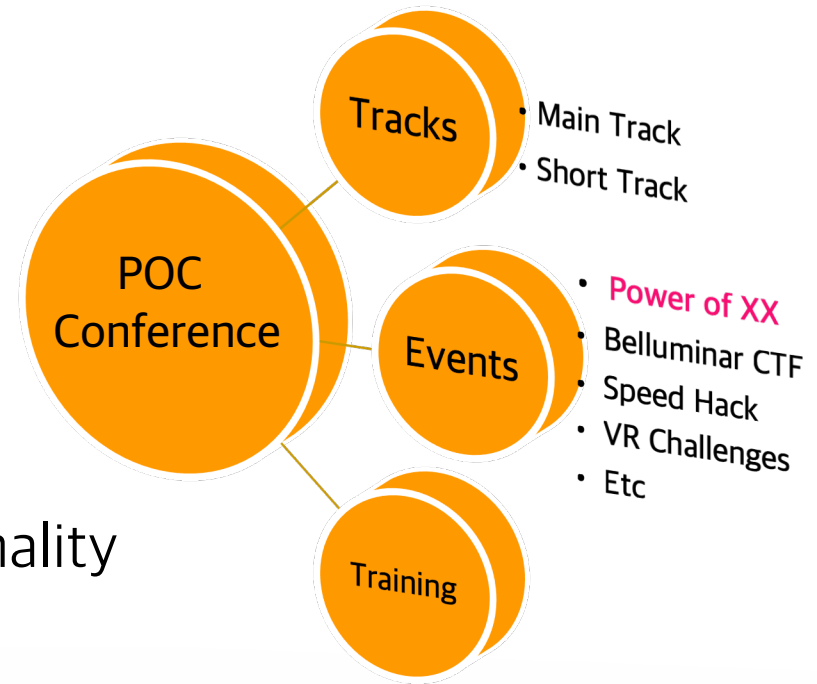 Tracks
• Main Track
• Short Track
POC
Conference
Events
• Power of XX
• Belluminar CTF
• Speed Hack
• VR Challenges
• Etc
Training